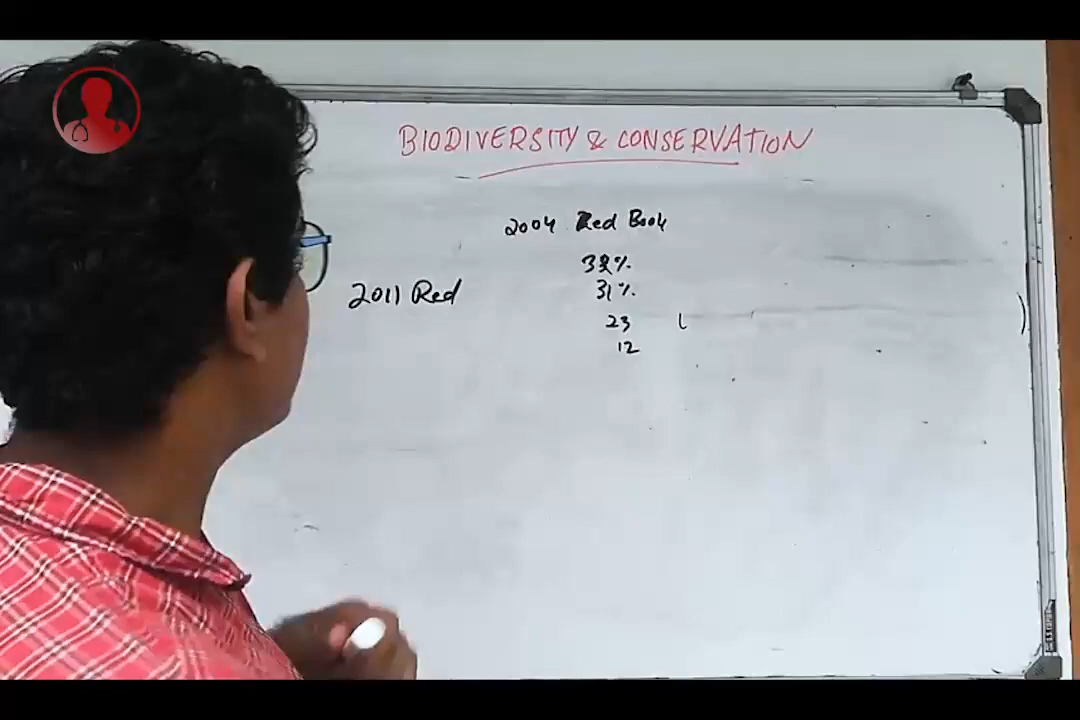 BIODIVERSITY & CONSERVATION
2004 Red Book
32%
31%
2011 Red
23 ( )
12